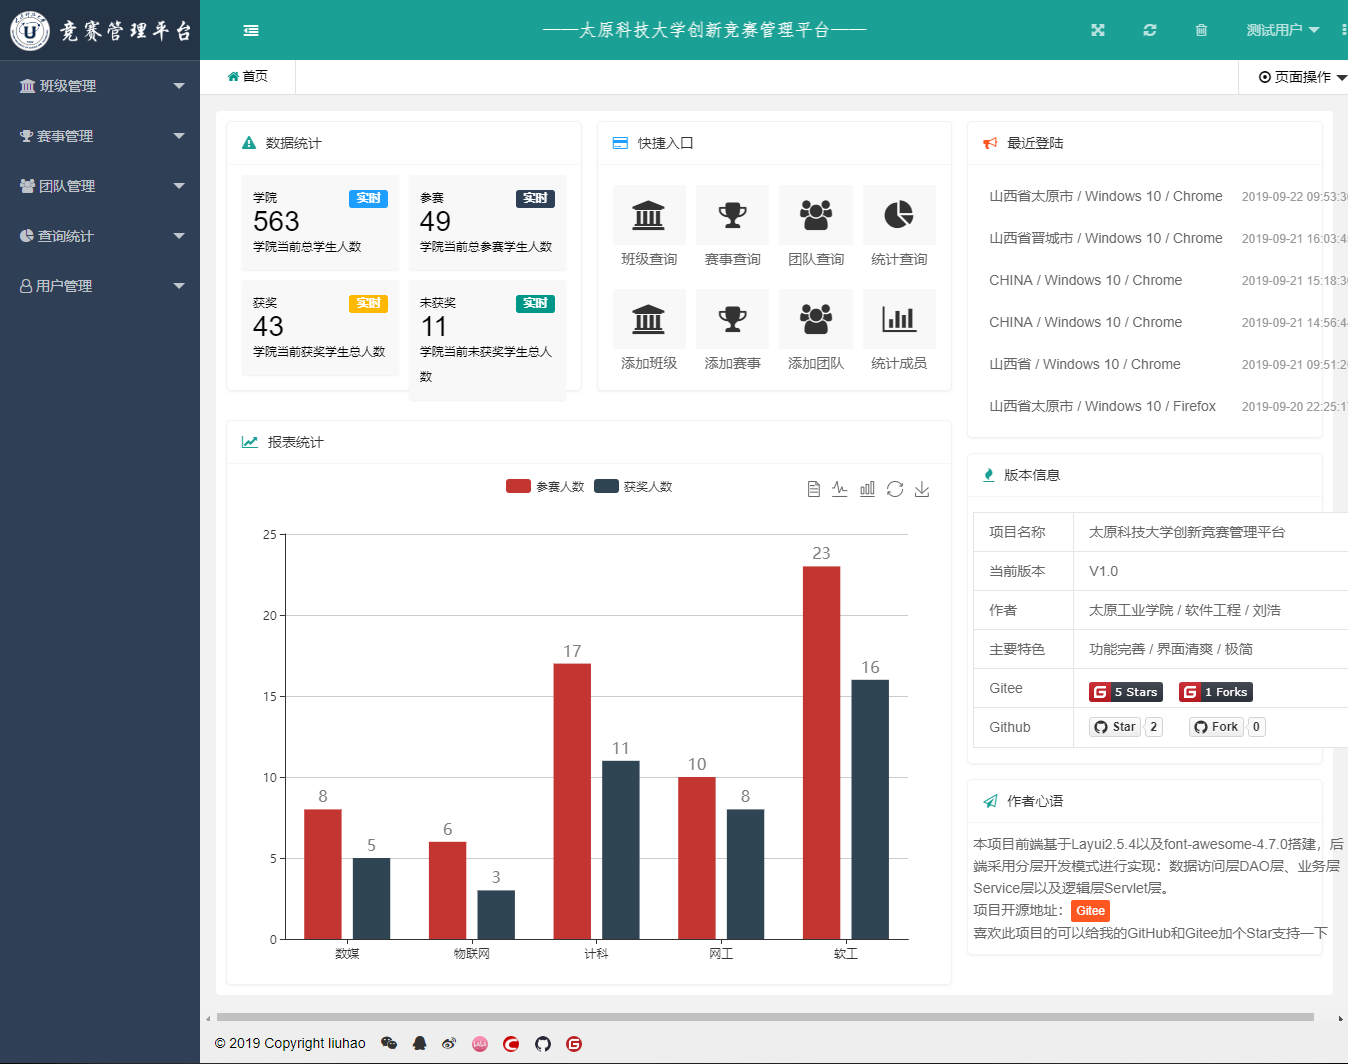 竞赛管理平台
——太原科技大学创新竞赛管理平台——
测试用户
班级管理
赛事管理
团队管理
查询统计
用户管理
首页
页面操作
数据统计
学院
实时
563
学院当前总学生人数
参赛
实时
49
学院当前总参赛学生人数
获奖
实时
43
学院当前获奖学生总人数
未获奖
实时
11
学院当前未获奖学生总人
数
快捷入口
班级查询
赛事查询
团队查询
统计查询
添加班级
添加赛事
添加团队
统计成员
最近登陆
山西省太原市 / Windows 10 / Chrome 2019-09-22 09:53:3
山西省晋城市 / Windows 10 / Chrome 2019-09-21 16:03:4
CHINA / Windows 10 / Chrome 2019-09-21 15:18:3
CHINA / Windows 10 / Chrome 2019-09-21 14:56:4
山西省 / Windows 10 / Chrome 2019-09-21 09:51:2
山西省太原市 / Windows 10 / Firefox 2019-09-20 22:25:1
报表统计
参赛人数 获奖人数
25
20
15
10
5
0
8
5
6
3
17
11
10
8
23
16
数媒
物联网
计科
网工
软工
版本信息
项目名称 太原科技大学创新竞赛管理平台
当前版本 V1.0
作者 太原工业学院 / 软件工程 / 刘浩
主要特色 功能完善 / 界面清爽 / 极简
Gitee 5 Stars 1 Forks
Github Star 2 Fork 0
作者心语
本项目前端基于Layui2.5.4以及font-awesome-4.7.0搭建，后
端采用分层开发模式进行实现：数据访问层DAO层、业务层
Service层以及逻辑层Servlet层。
项目开源地址： Gitee
喜欢此项目的可以给我的GitHub和Gitee加个Star支持一下
© 2019 Copyright liuhao